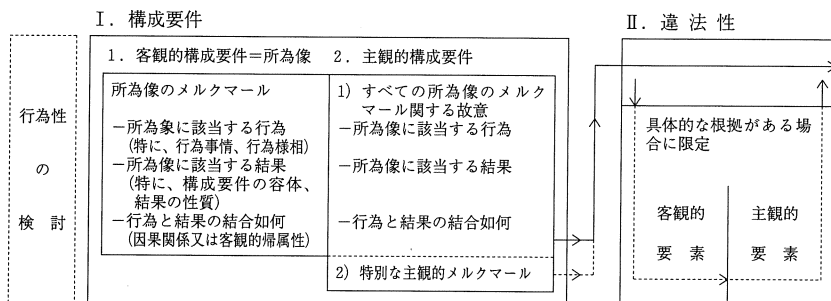 Ⅰ．構成要件
Ⅱ．違 法 性
行為性
の
検　討
1．客観的構成要件＝所為像
所為像のメルクマール
－所為象に該当する行為
(特に、行為事情、行為様相)
－所為像に該当する結果
(特に、構成要件の容体、
結果の性質)
－行為と結果の結合如何
(因果関係又は客観的帰属性)
2．主観的構成要件
1) すべての所為像のメルク
マール関する故意
－所為像に該当する行為
－所為像に該当する結果
－行為と結果の結合如何
2) 特別な主観的メルクマール
具体的な根拠がある場
合に限定
客観的
要　素
主観的
要　素